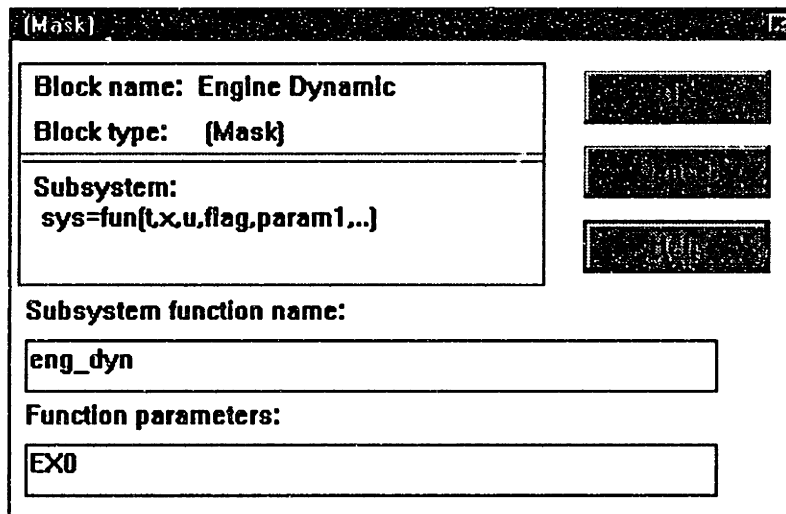 (Mask)
Block name: Engine Dynamic
Block type: (Mask)
Subsystem:
sys=fun(t,x,u,flag,param1,..)
Subsystem function name:
eng_dyn
Function parameters:
EX0